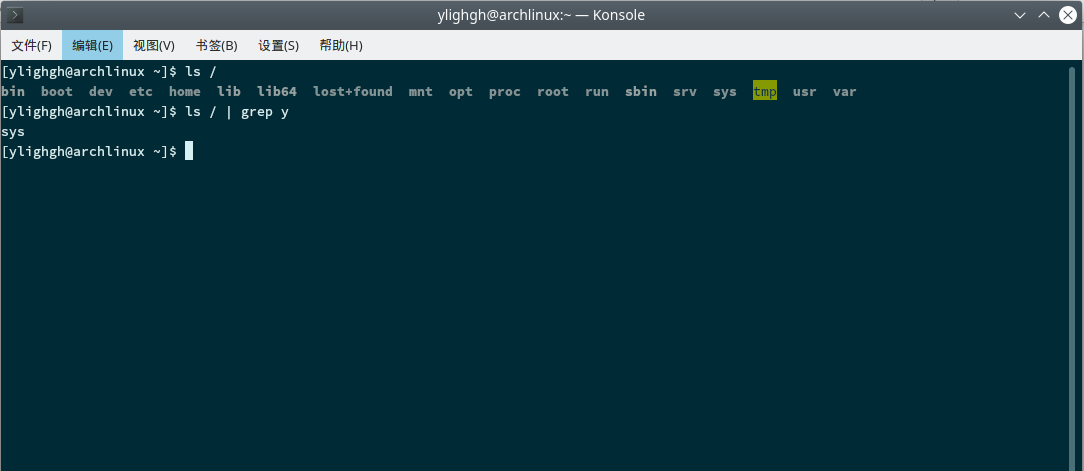 ylighgh@archlinux:~ — Konsole
文件(F) 编辑(E) 视图(V) 书签(B) 设置(S) 帮助(H)
[ylighgh@archlinux ~]$ ls /
bin  boot  dev  etc  home  lib  lib64  lost+found  mnt  opt  proc  root  run  sbin  srv  sys  tmp  usr  var
[ylighgh@archlinux ~]$ ls / | grep y
sys
[ylighgh@archlinux ~]$